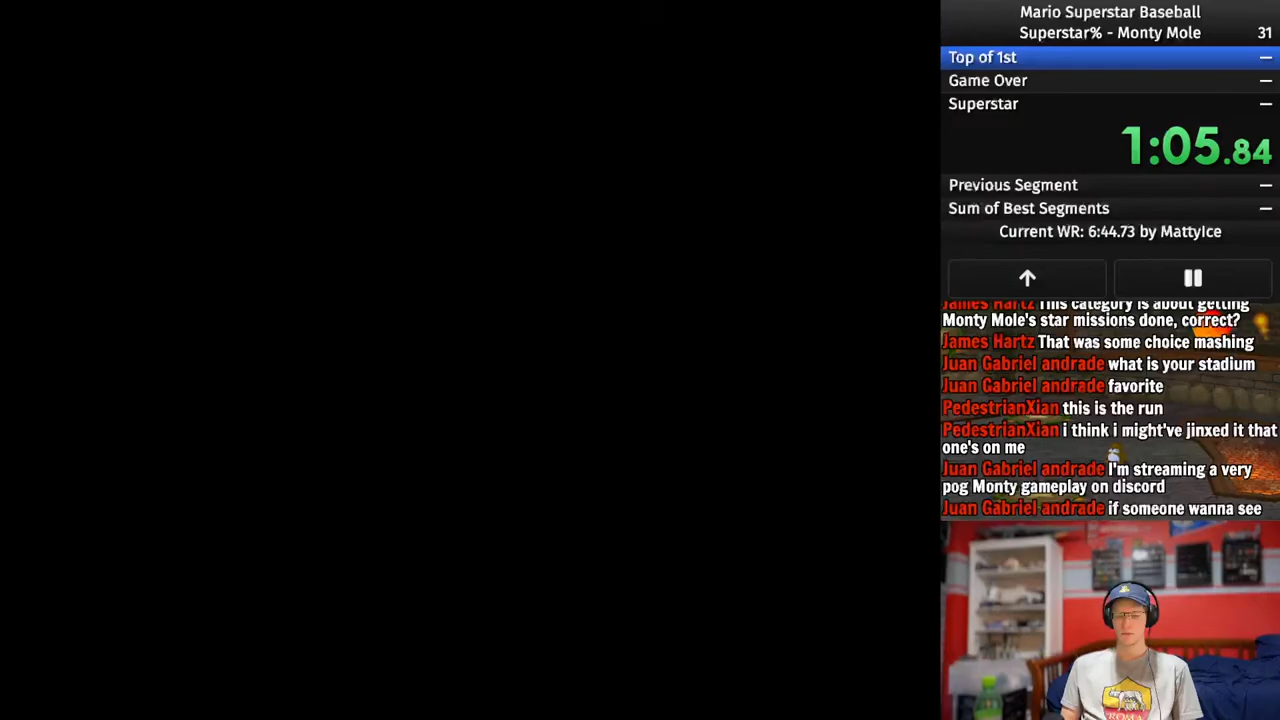 Mario Superstar Baseball
Superstar% - Monty Mole 31
Top of 1st —
Game Over —
Superstar —
1:05.84
Previous Segment —
Sum of Best Segments —
Current WR: 6:44.73 by MattyIce
James Hartz This category is about getting
Monty Mole's star missions done, correct?
James Hartz That was some choice mashing
Juan Gabriel andrade what is your stadium
Juan Gabriel andrade favorite
PedestrianXian this is the run
PedestrianXian i think i might've jinxed it that
one's on me
Juan Gabriel andrade I'm streaming a very
pog Monty gameplay on discord
Juan Gabriel andrade if someone wanna see
ROMA